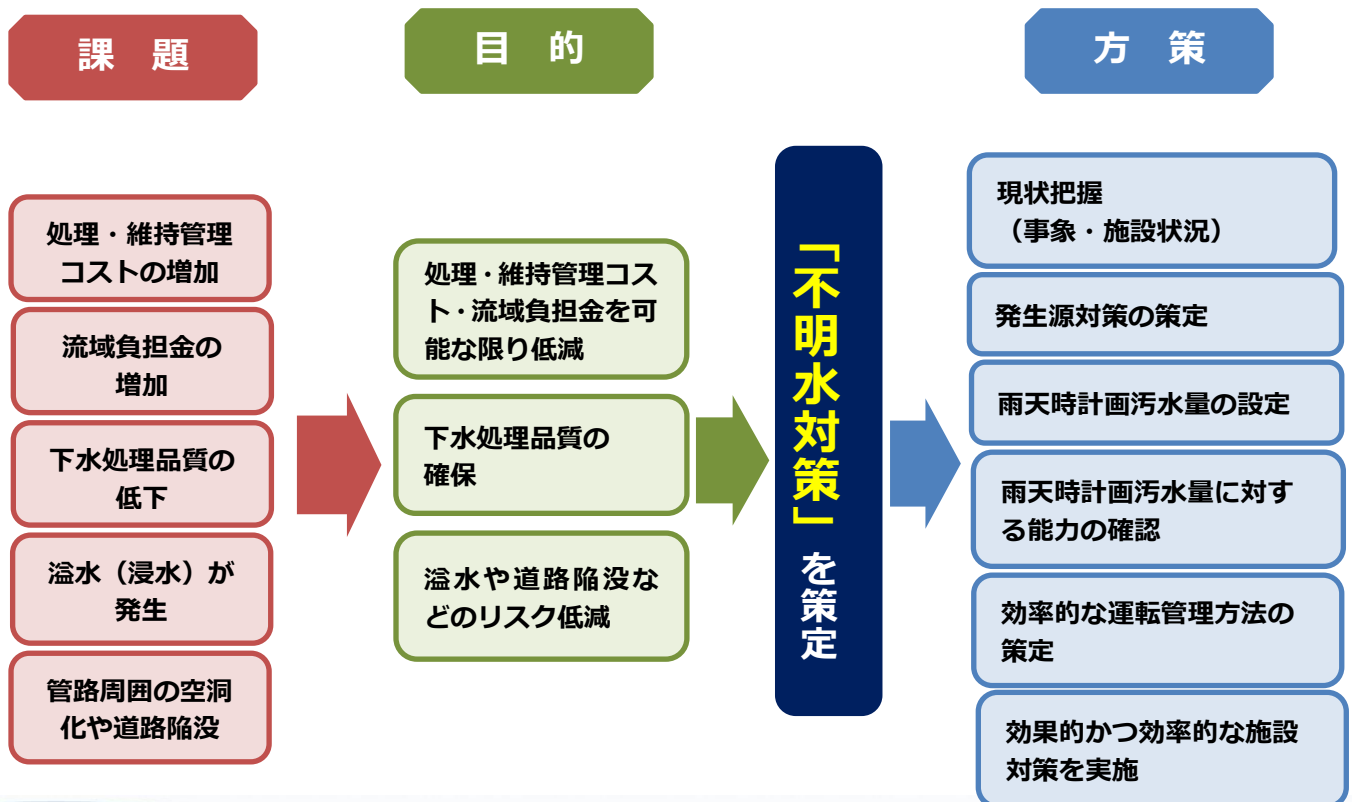 課 題
処理・維持管理
コストの増加
流域負担金の
増加
下水処理品質の
低下
溢水（浸水）が
発生
管路周囲の空洞
化や道路陥没
目 的
処理・維持管理コス
ト・流域負担金を可
能な限り低減
下水処理品質の
確保
溢水や道路陥没な
どのリスク低減
「不明水対策」を策定
方 策
現状把握
（事象・施設状況）
発生源対策の策定
雨天時計画汚水量の設定
雨天時計画汚水量に対す
る能力の確認
効率的な運転管理方法の
策定
効果的かつ効率的な施設
対策を実施